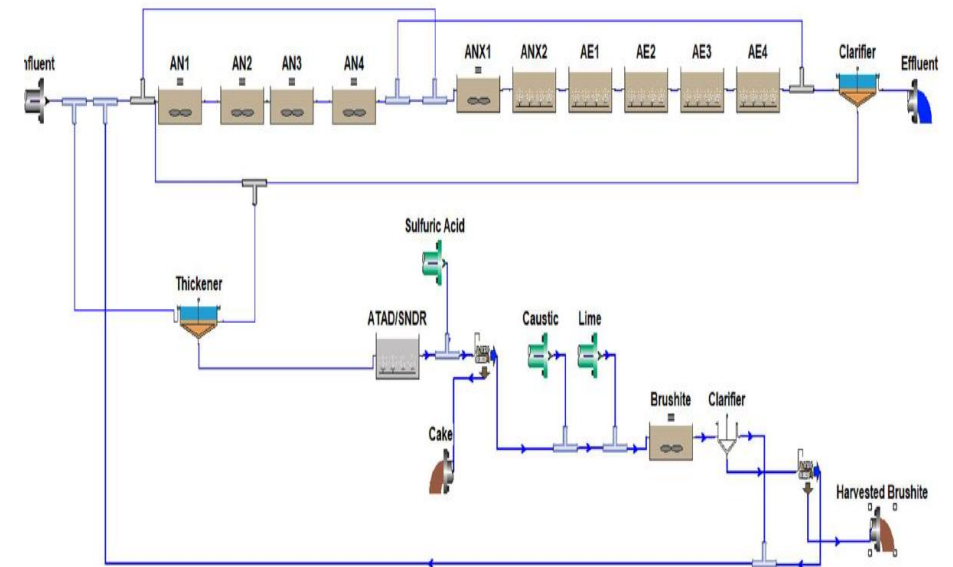 nfluent
AN1
AN2
AN3
AN4
ANX1
ANX2
AE1
AE2
AE3
AE4
Clarifier
Effluent
Sulfuric Acid
Thickener
ATAD/SNDR
Caustic
Lime
Brushite
Clarifier
Cake
Harvested Brushite